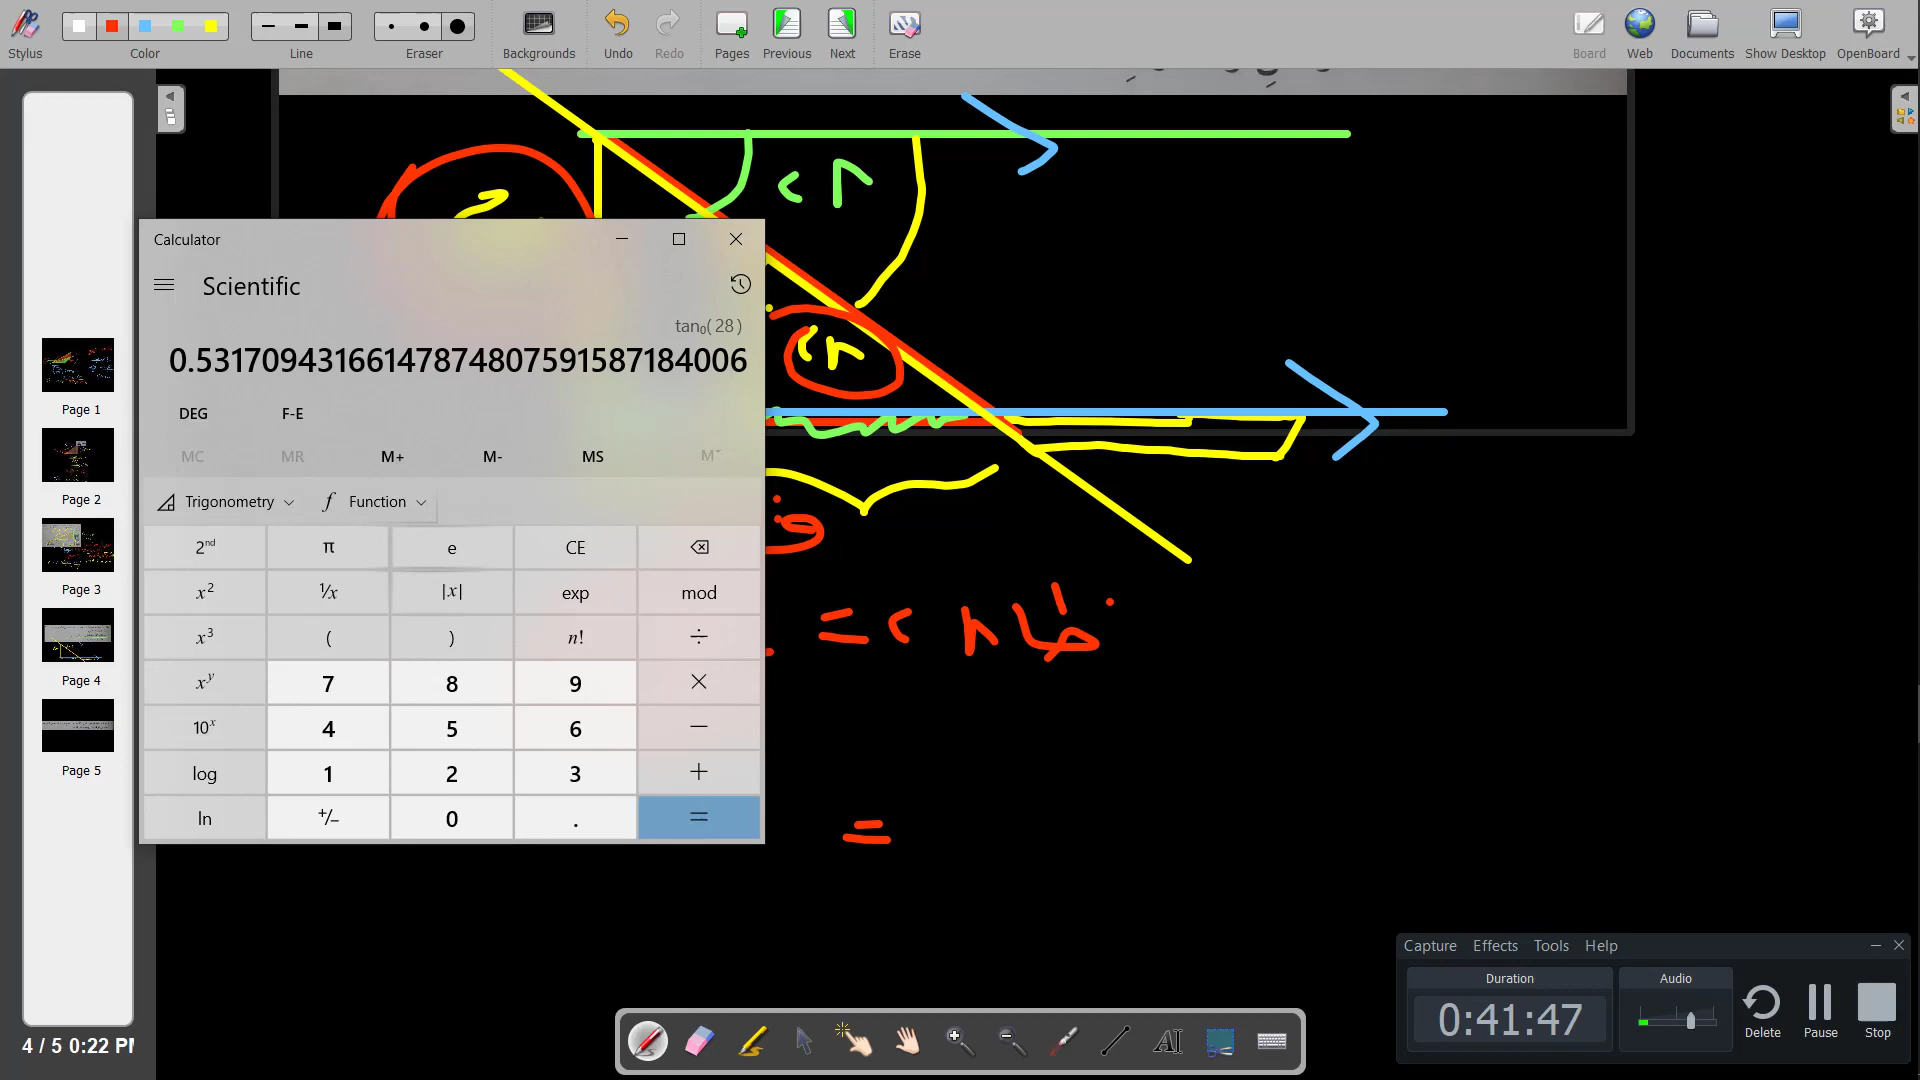 Stylus
Color
Line
Eraser
Backgrounds
Undo
Redo
Pages
Previous
Next
Erase
Board
Web
Documents
Show Desktop
OpenBoard
Page 1
Page 2
Page 3
Page 4
Page 5
4 / 5 0:22 P
Calculator
Scientific
tan₀( 28 )
0.53170943166147874807591587184006
DEG
F-E
MC
MR
M+
M-
MS
Mˇ
Trigonometry
f Function
2ⁿᵈ
π
e
CE
x²
¹⁄x
|x|
exp
mod
x³
(
)
n!
÷
xʸ
7
8
9
×
10ˣ
4
5
6
−
log
1
2
3
+
ln
+/−
0
.
=
=
Capture
Effects
Tools
Help
Duration
Audio
0:41:47
Delete
Pause
Stop
AI